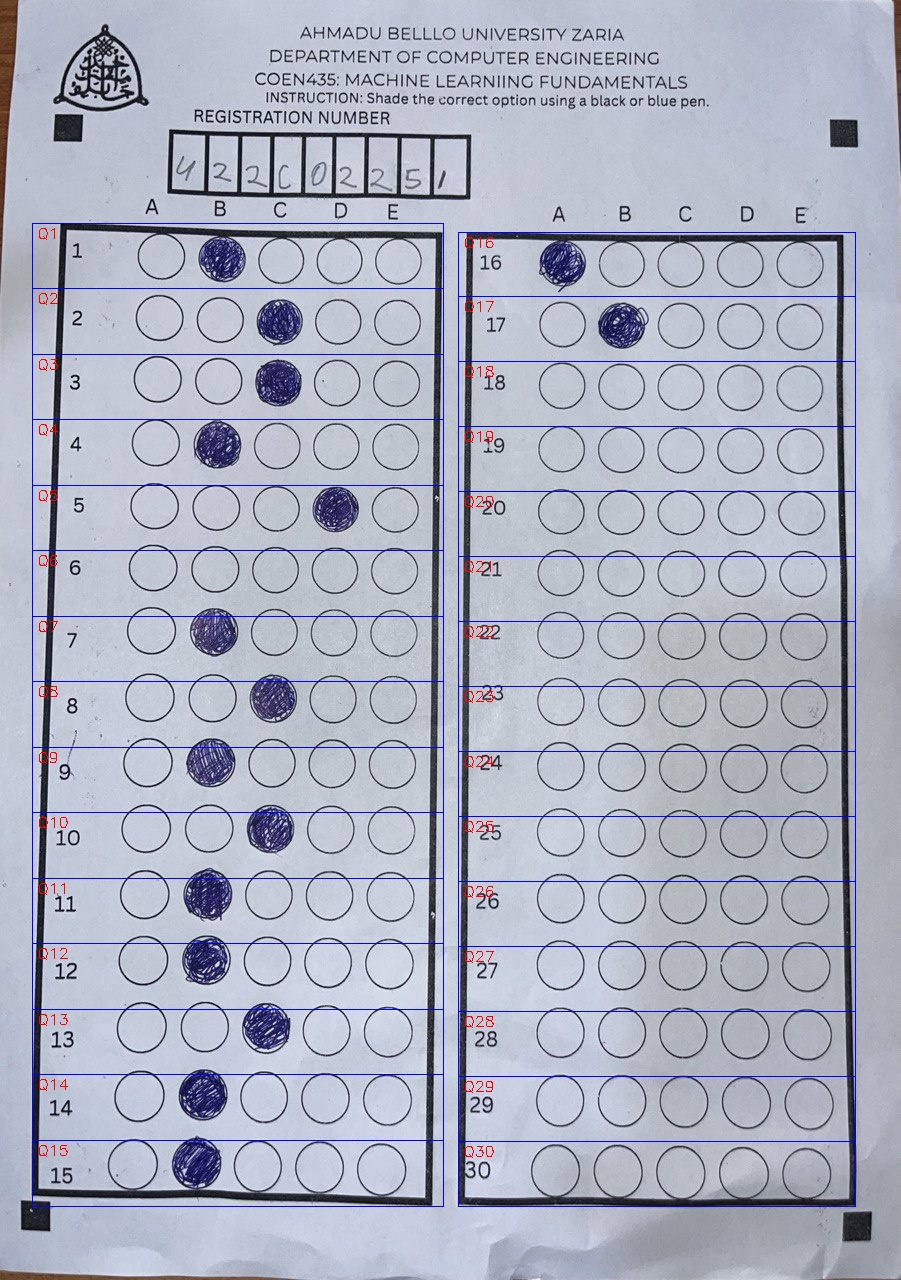 AHMADU BELLLO UNIVERSITY ZARIA
DEPARTMENT OF COMPUTER ENGINEERING
COEN435: MACHINE LEARNIING FUNDAMENTALS
INSTRUCTION: Shade the correct option using a black or blue pen.
REGISTRATION NUMBER
4 2 2 C 0 2 2 5 1
A B C D E
Q1 1
Q2 2
Q3 3
Q4 4
Q5 5
Q6 6
Q7 7
Q8 8
Q9 9
Q10 10
Q11 11
Q12 12
Q13 13
Q14 14
Q15 15
A B C D E
Q16 16
Q17 17
Q18 18
Q19 19
Q20 20
Q21 21
Q22 22
Q23 23
Q24 24
Q25 25
Q26 26
Q27 27
Q28 28
Q29 29
Q30 30